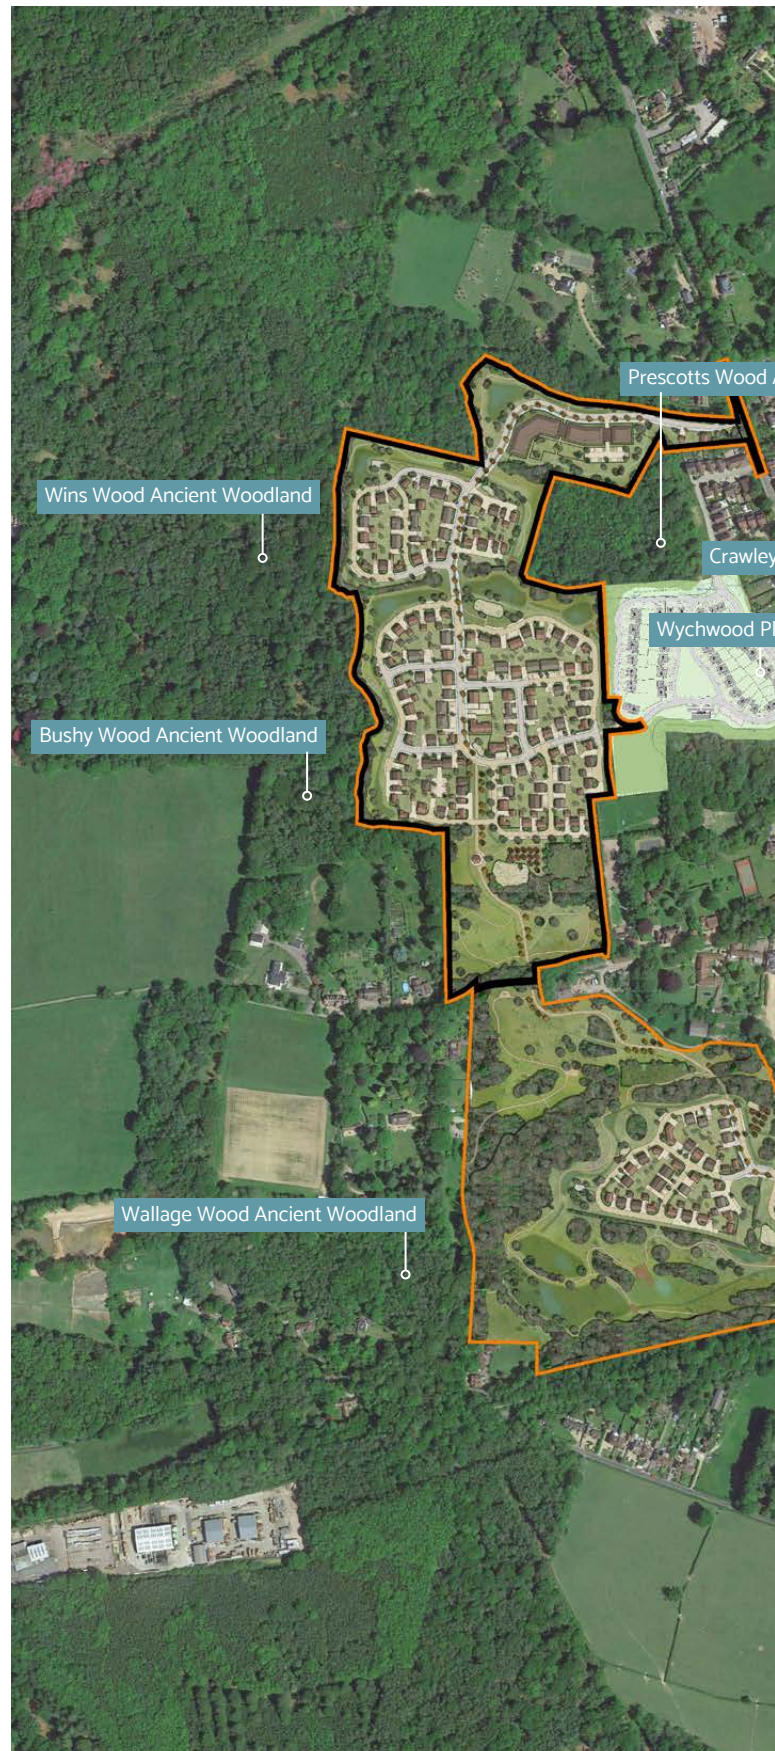 Prescotts Wood
Wins Wood Ancient Woodland
Crawley
Wychwood
Bushy Wood Ancient Woodland
Wallage Wood Ancient Woodland